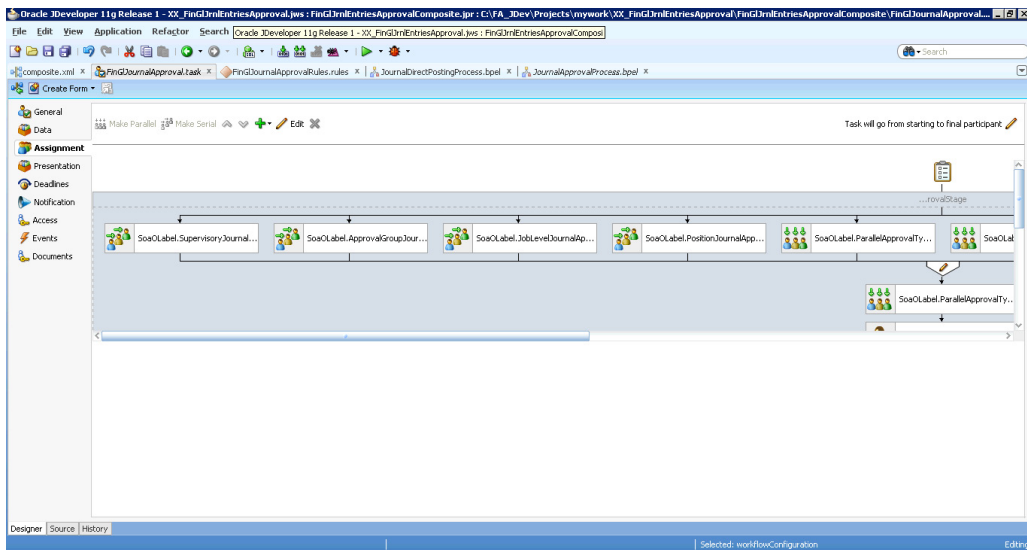 Oracle JDeveloper 11g Release 1 - XX_FinGlJrnlEntriesApproval.jws : FinGlJrnlEntriesApprovalComposite.jpr : C:\FA_JDev\Projects\mywork\XX_FinGlJrnlEntriesApproval\FinGlJrnlEntriesApprovalComposite\FinGlJournalApproval....
File Edit View Application Refactor Search Oracle JDeveloper 11g Release 1 - XX_FinGlJrnlEntriesApproval.jws : FinGlJrnlEntriesApprovalComposi
Search
composite.xml FinGlJournalApproval.task FinGlJournalApprovalRules.rules JournalDirectPostingProcess.bpel JournalApprovalProcess.bpel
Create Form
General
Data
Assignment
Presentation
Deadlines
Notification
Access
Events
Documents
Make Parallel Make Serial Edit Task will go from starting to final participant
...rovalStage
SoaOLabel.SupervisoryJournal... SoaOLabel.ApprovalGroupJour... SoaOLabel.JobLevelJournalAp... SoaOLabel.PositionJournalApp... SoaOLabel.ParallelApprovalTy... SoaOLab
SoaOLabel.ParallelApprovalTy..
Designer Source History
Selected: workflowConfiguration Editing